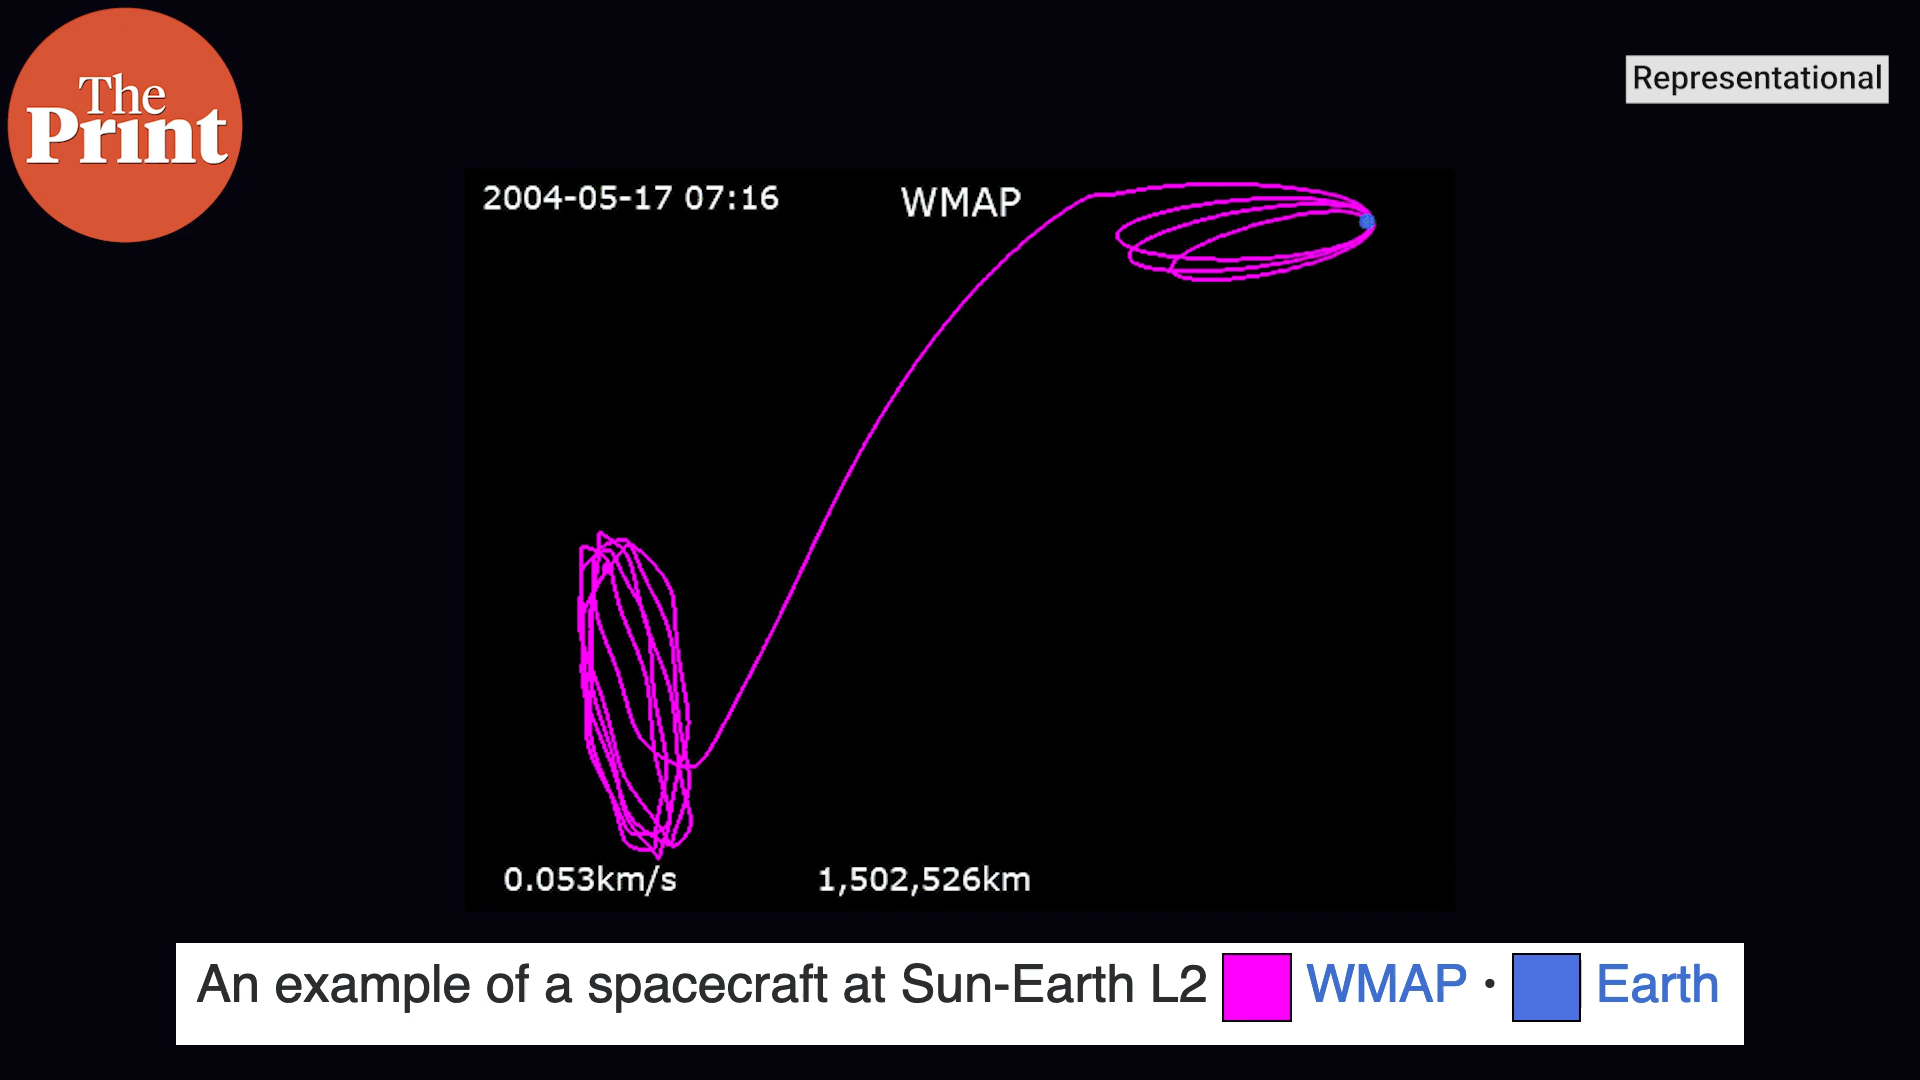 The
Print
Representational
2004-05-17 07:16
WMAP
0.053km/s
1,502,526km
An example of a spacecraft at Sun-Earth L2 WMAP · Earth